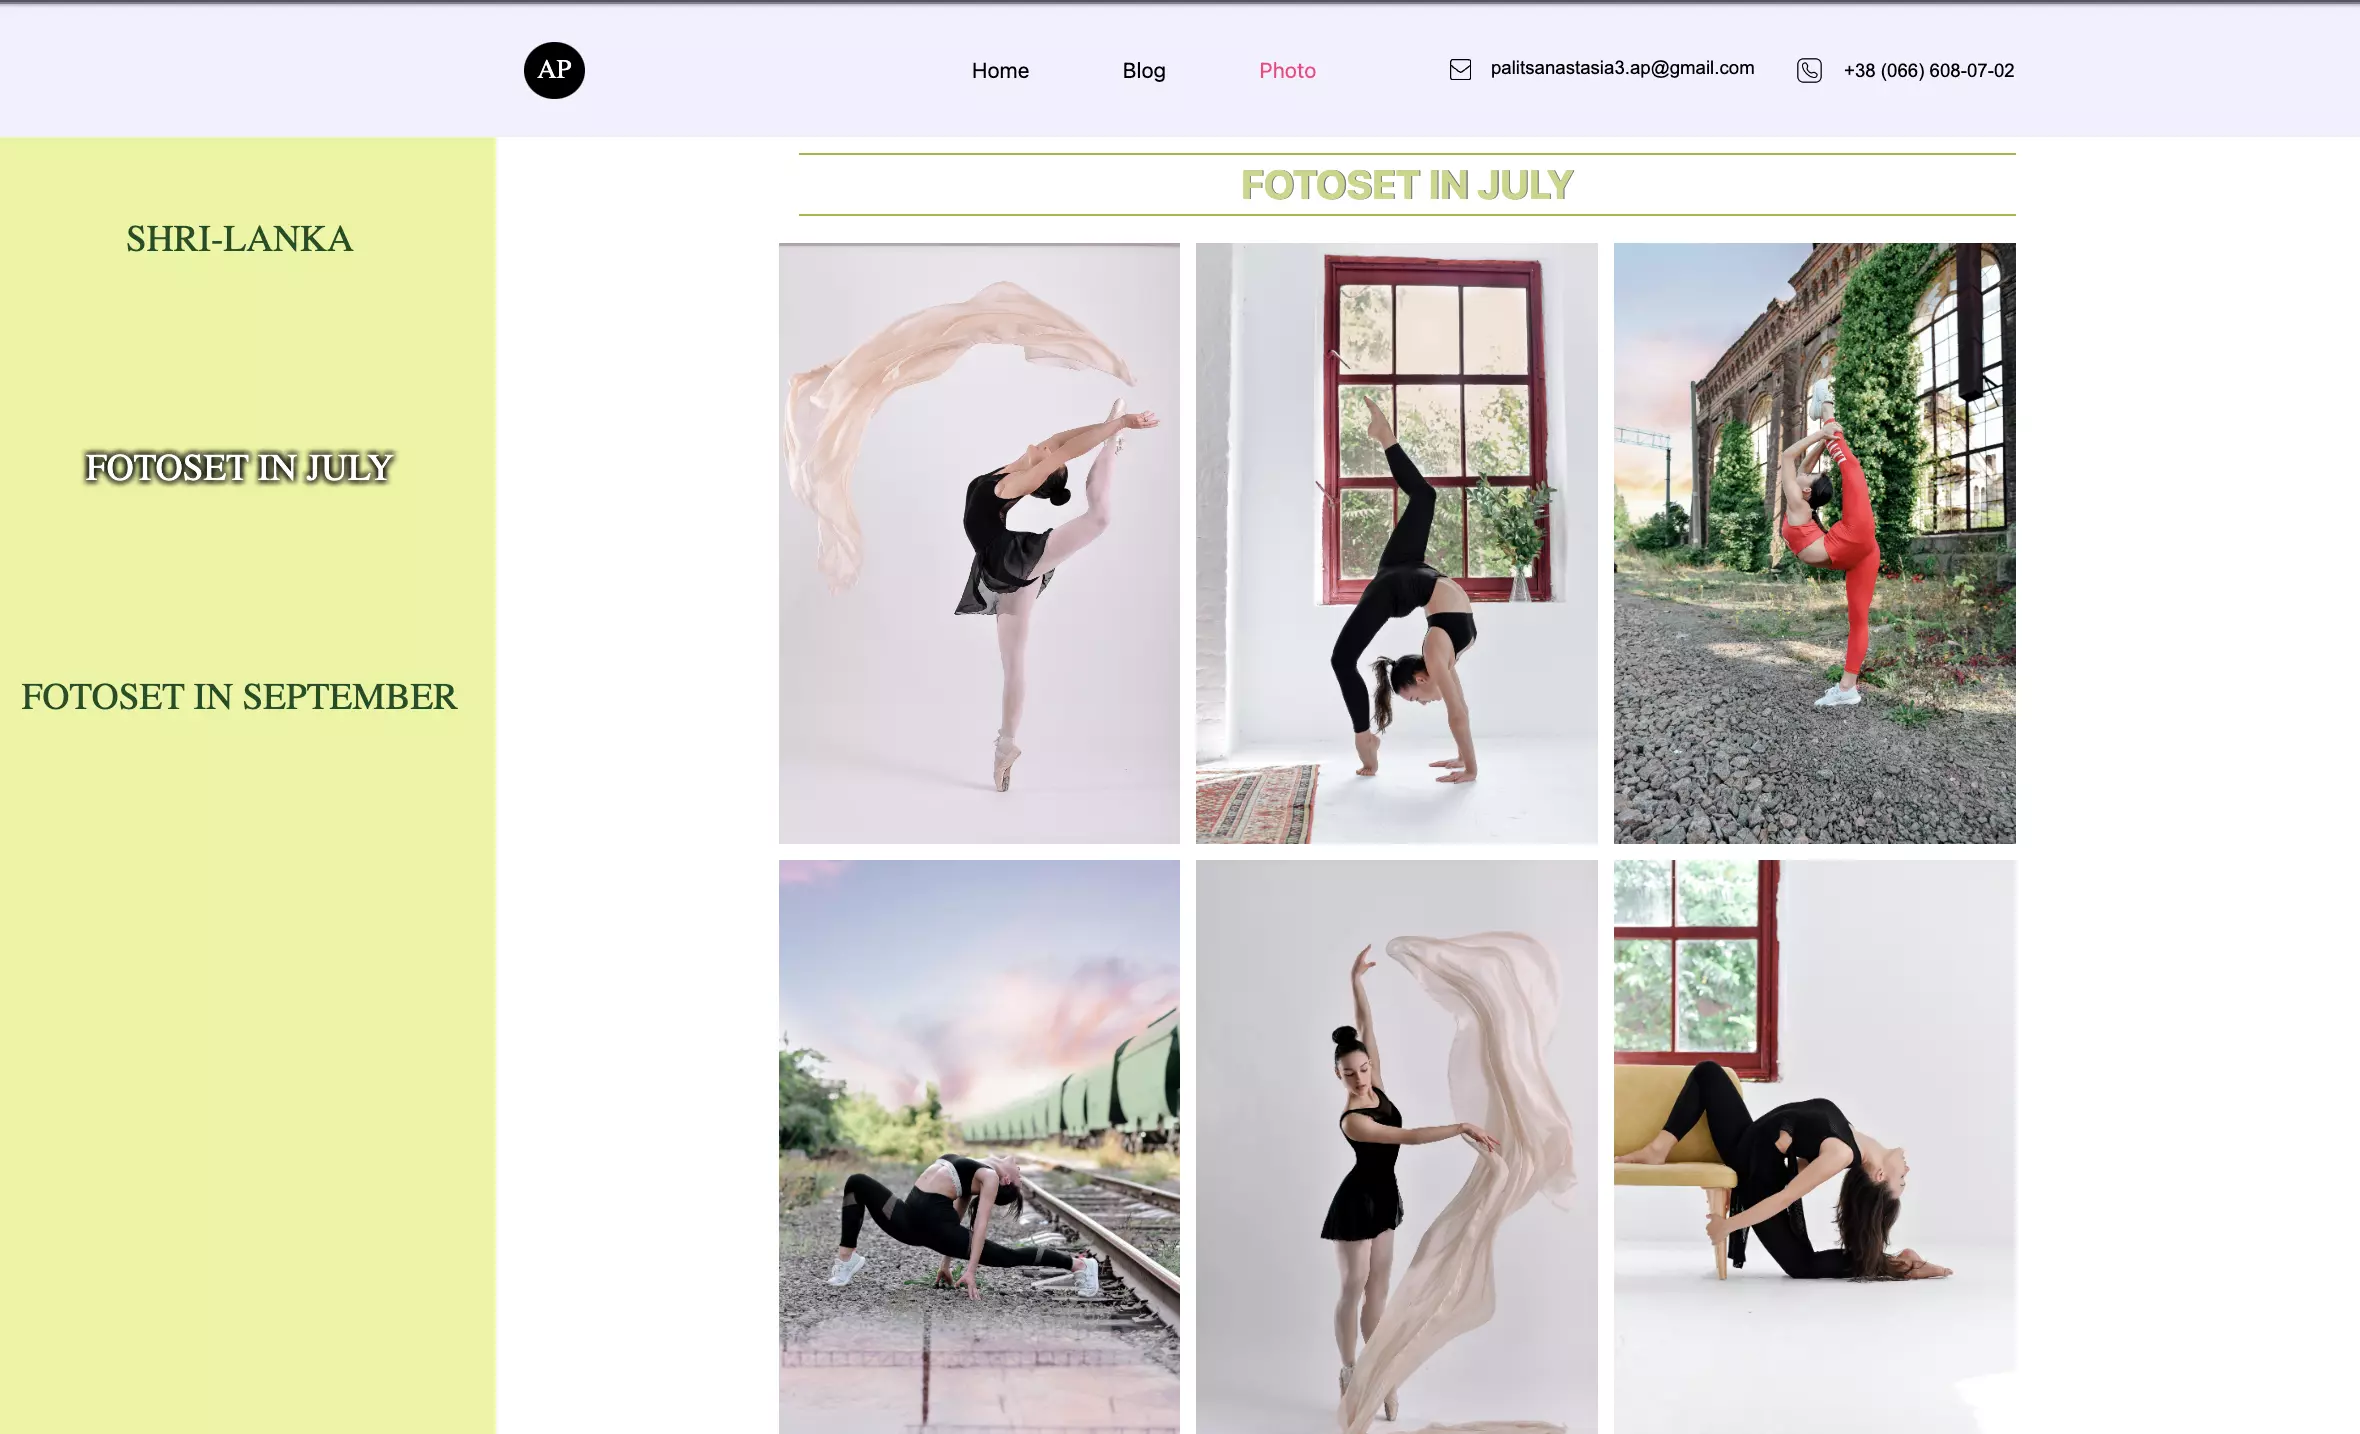 AP
Home
Blog
Photo
palitsanastasia3.ap@gmail.com
+38 (066) 608-07-02
SHRI-LANKA
FOTOSET IN JULY
FOTOSET IN SEPTEMBER
FOTOSET IN JULY